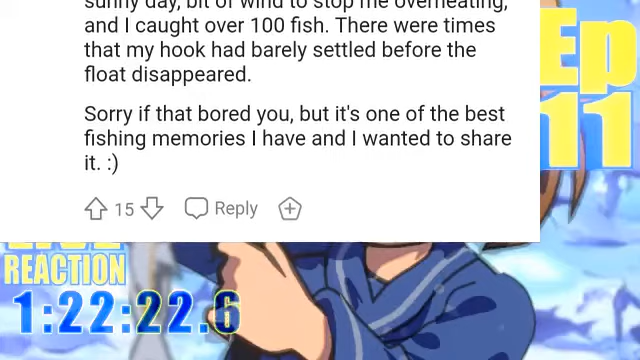 sunny day, bit of wind to stop me overheating,
and I caught over 100 fish. There were times
that my hook had barely settled before the
float disappeared.
Sorry if that bored you, but it's one of the best
fishing memories I have and I wanted to share
it. :)
15 Reply
Ep
11
LIVE
REACTION
1:22:22.6